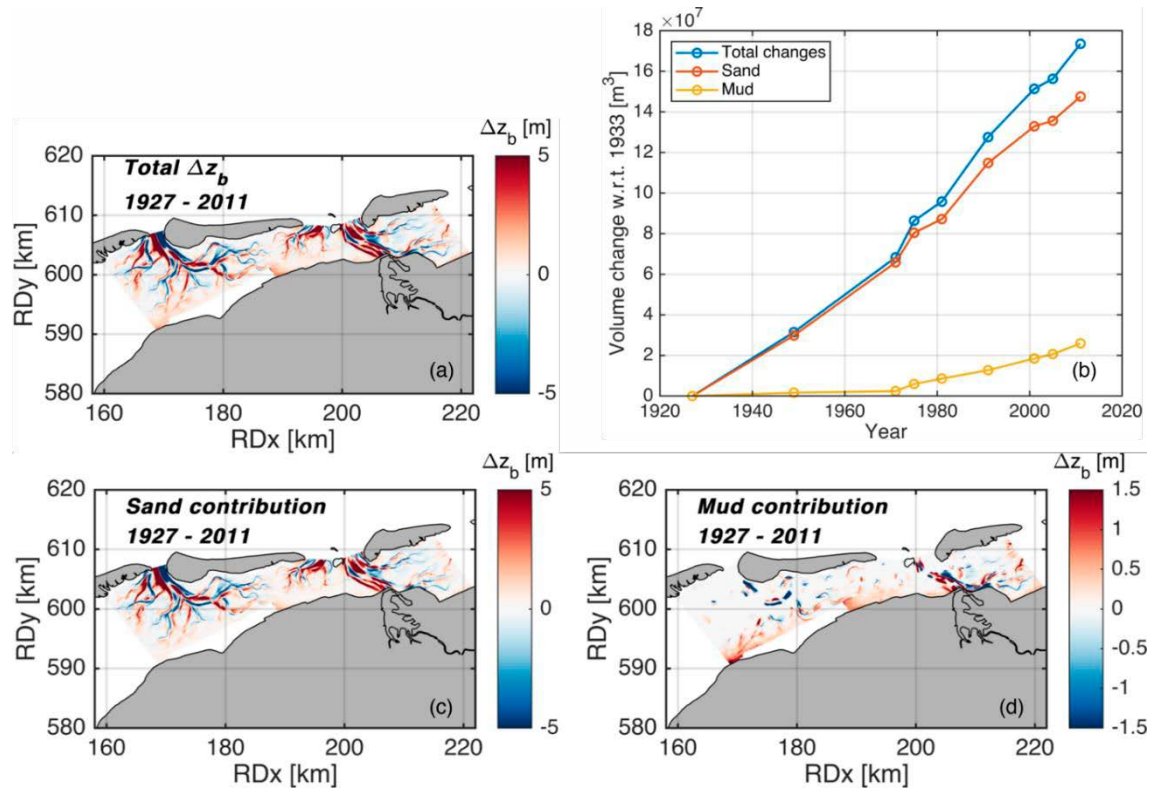 Δz_b [m]
620
610
600
590
580
RDy [km]
Total Δz_b
1927 - 2011
(a)
160
180
200
220
RDx [km]
5
0
-5
×10⁷
18
16
14
12
10
8
6
4
2
0
Volume change w.r.t. 1933 [m³]
Total changes
Sand
Mud
(b)
1920
1940
1960
1980
2000
2020
Year
Δz_b [m]
620
610
600
590
580
RDy [km]
Sand contribution
1927 - 2011
(c)
160
180
200
220
RDx [km]
5
0
-5
Δz_b [m]
620
610
600
590
580
RDy [km]
Mud contribution
1927 - 2011
(d)
160
180
200
220
RDx [km]
1.5
1
0.5
0
-0.5
-1
-1.5